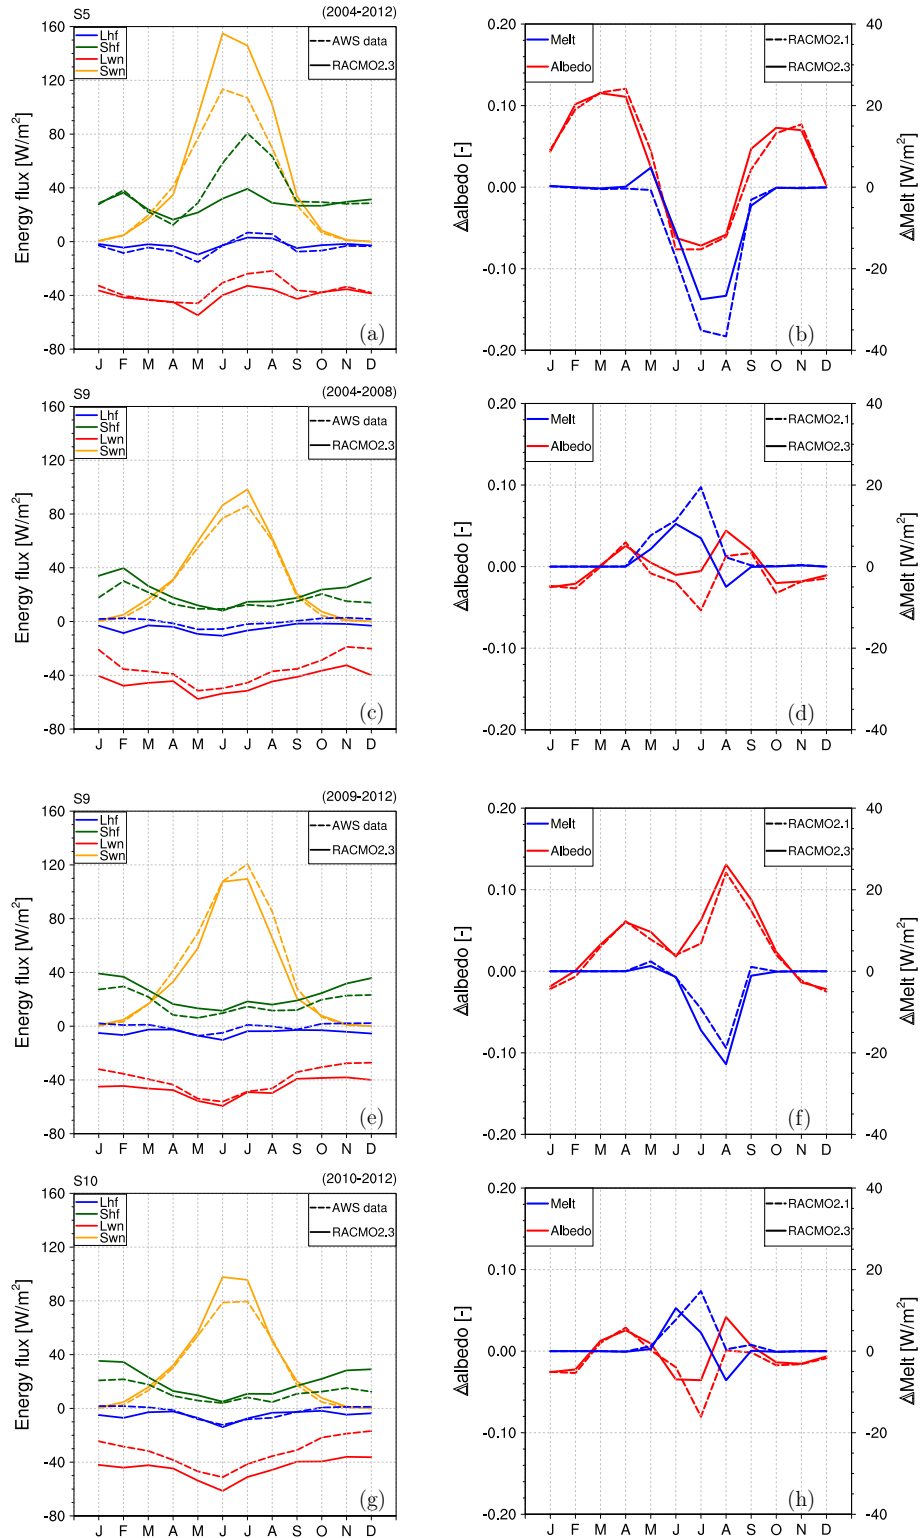 S5 (2004-2012)
Energy flux [W/m²]
160
120
80
40
0
-40
-80
Lhf
Shf
Lwn
Swn
AWS data
RACMO2.3
(a)
J F M A M J J A S O N D
Δalbedo [-]
0.10
0.00
-0.10
-0.20
Melt
Albedo
RACMO2.1
RACMO2.3
40
20
0
-20
-40
ΔMelt [W/m²]
(b)
J F M A M J J A S O N D
S9 (2004-2008)
Energy flux [W/m²]
160
120
80
40
0
-40
-80
Lhf
Shf
Lwn
Swn
AWS data
RACMO2.3
(c)
J F M A M J J A S O N D
Δalbedo [-]
0.20
0.10
0.00
-0.10
-0.20
Melt
Albedo
RACMO2.1
RACMO2.3
40
20
0
-20
-40
ΔMelt [W/m²]
(d)
J F M A M J J A S O N D
S9 (2009-2012)
Energy flux [W/m²]
160
120
80
40
0
-40
-80
Lhf
Shf
Lwn
Swn
AWS data
RACMO2.3
(e)
J F M A M J J A S O N D
Δalbedo [-]
0.20
0.10
0.00
-0.10
-0.20
Melt
Albedo
RACMO2.1
RACMO2.3
40
20
0
-20
-40
ΔMelt [W/m²]
(f)
J F M A M J J A S O N D
S10 (2010-2012)
Energy flux [W/m²]
160
120
80
40
0
-40
-80
Lhf
Shf
Lwn
Swn
AWS data
RACMO2.3
(g)
J F M A M J J A S O N D
Δalbedo [-]
0.20
0.10
0.00
-0.10
-0.20
Melt
Albedo
RACMO2.1
RACMO2.3
40
20
0
-20
-40
ΔMelt [W/m²]
(h)
J F M A M J J A S O N D